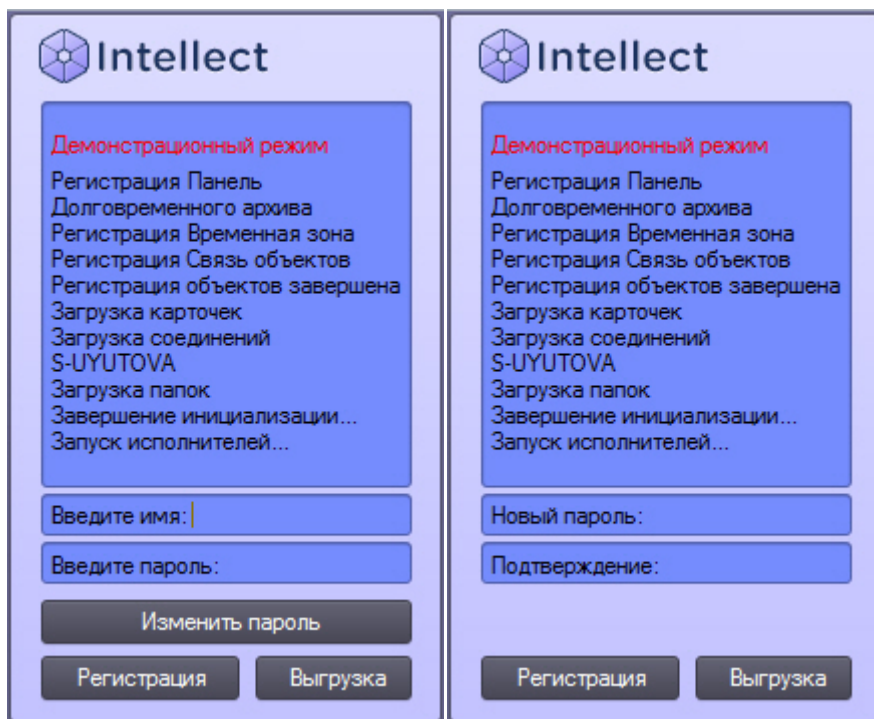 Intellect
Демонстрационный режим
Регистрация Панель
Долговременного архива
Регистрация Временная зона
Регистрация Связь объектов
Регистрация объектов завершена
Загрузка карточек
Загрузка соединений
S-UYUTOVA
Загрузка папок
Завершение инициализации...
Запуск исполнителей...
Введите имя:
Введите пароль:
Изменить пароль
Регистрация
Выгрузка
Intellect
Демонстрационный режим
Регистрация Панель
Долговременного архива
Регистрация Временная зона
Регистрация Связь объектов
Регистрация объектов завершена
Загрузка карточек
Загрузка соединений
S-UYUTOVA
Загрузка папок
Завершение инициализации...
Запуск исполнителей...
Новый пароль:
Подтверждение:
Регистрация
Выгрузка